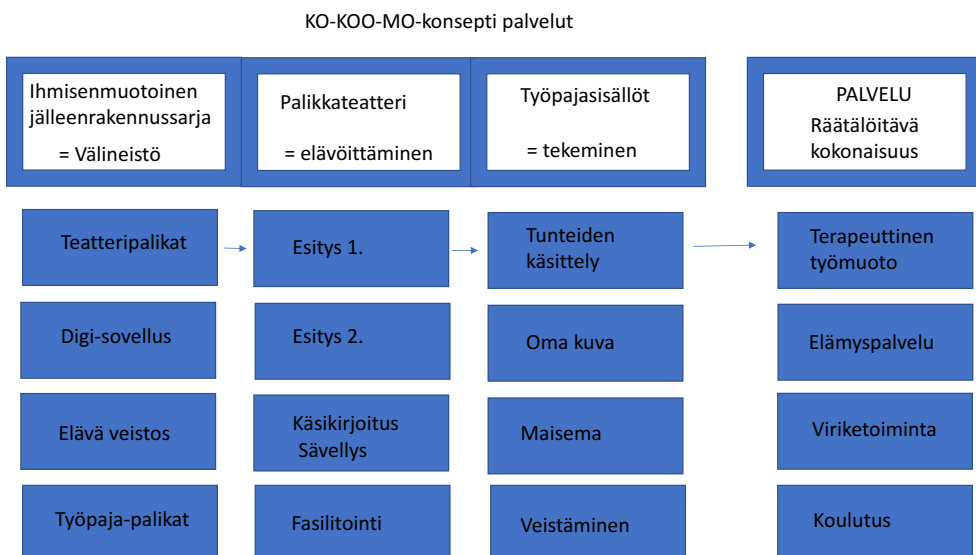 KO-KOO-MO-konsepti palvelut
Ihmisenmuotoinen
jälleenrakennussarja
= Välineistö
Palikkateatteri
= elävöittäminen
Työpajasisällöt
= tekeminen
PALVELU
Räätälöitävä
kokonaisuus
Teatteripalikat
Esitys 1.
Tunteiden
käsittely
Terapeuttinen
työmuoto
Digi-sovellus
Esitys 2.
Oma kuva
Elämyspalvelu
Elävä veistos
Käsikirjoitus
Sävellys
Maisema
Viriketoiminta
Työpaja-palikat
Fasilitointi
Veistäminen
Koulutus